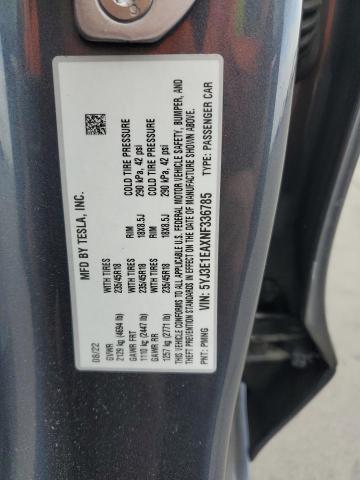 MFD BY TESLA, INC.
08/22
GVWR
2129 kg (4694 lb)
WITH TIRES
235/45R18
RIM
18X8.5J
COLD TIRE PRESSURE
290 kPa, 42 psi
GAWR FRT
1110 kg (2447 lb)
WITH TIRES
235/45R18
RIM
18X8.5J
COLD TIRE PRESSURE
290 kPa, 42 psi
GAWR RR
1257 kg (2771 lb)
WITH TIRES
235/45R18
RIM
18X8.5J
COLD TIRE PRESSURE
290 kPa, 42 psi
THIS VEHICLE CONFORMS TO ALL
APPLICABLE U.S. FEDERAL MOTOR VEHICLE SAFETY, BUMPER, AND
THEFT PREVENTION STANDARDS IN EFFECT ON THE DATE
OF MANUFACTURE SHOWN ABOVE.
VIN: 5YJ3E1EAXNF336785
PNT: PMNG
TYPE: PASSENGER CAR